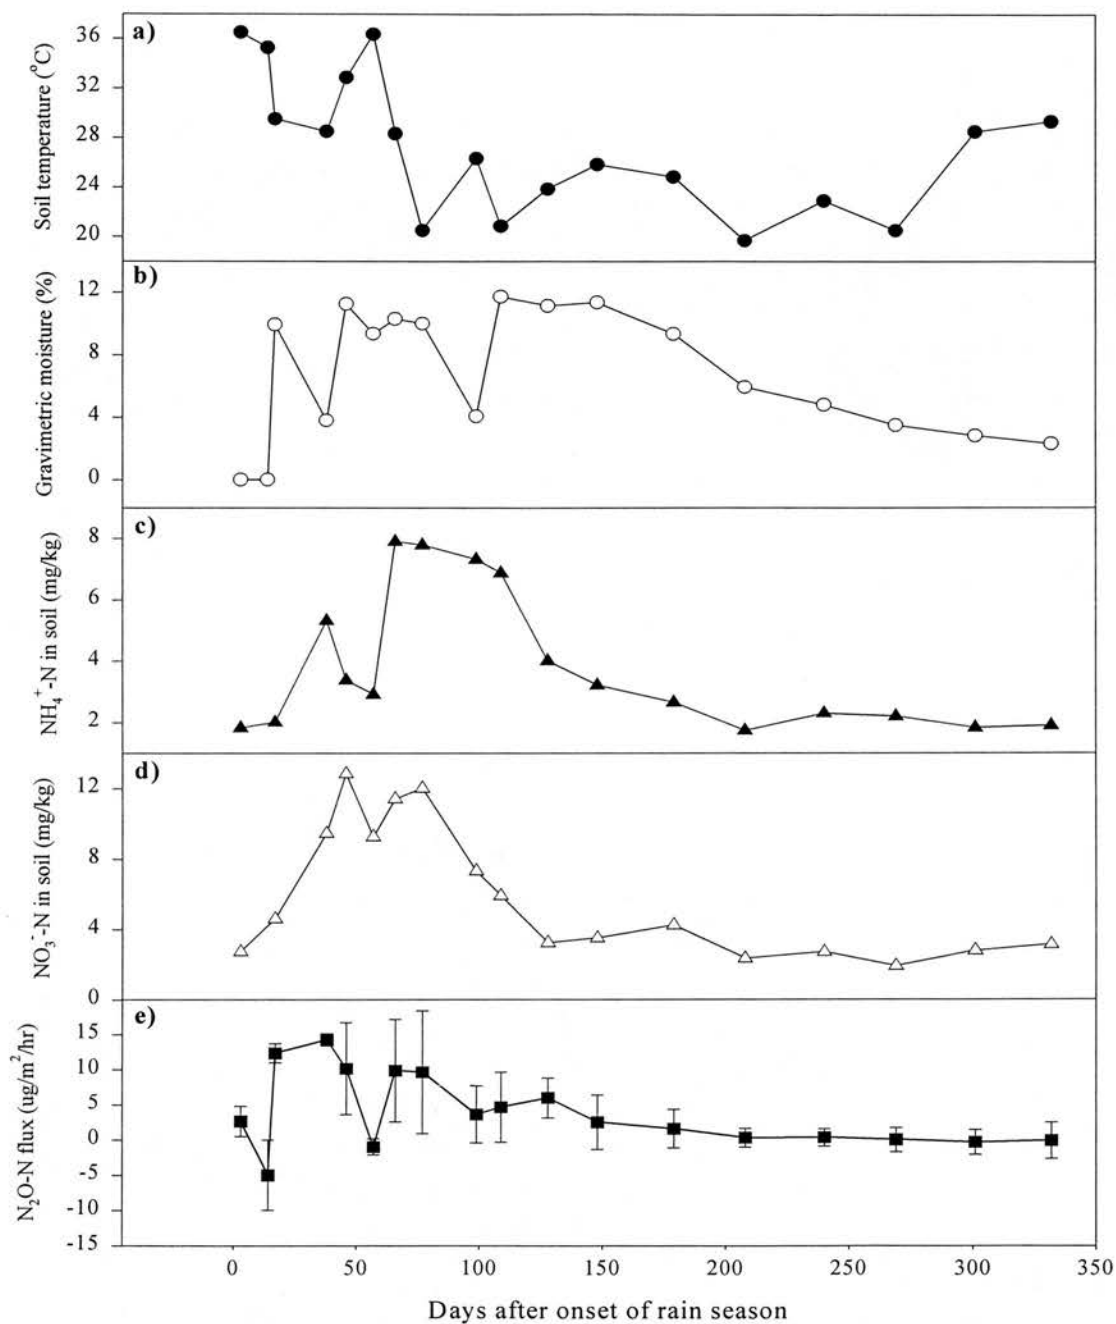 a)
Soil temperature (°C)
36
32
28
24
20
b)
Gravimetric moisture (%)
12
8
4
0
c)
NH₄⁺-N in soil (mg/kg)
8
6
4
2
d)
NO₃⁻-N in soil (mg/kg)
12
8
4
0
e)
N₂O-N flux (ug/m²/hr)
15
10
5
0
-5
-10
-15
0 50 100 150 200 250 300 350
Days after onset of rain season